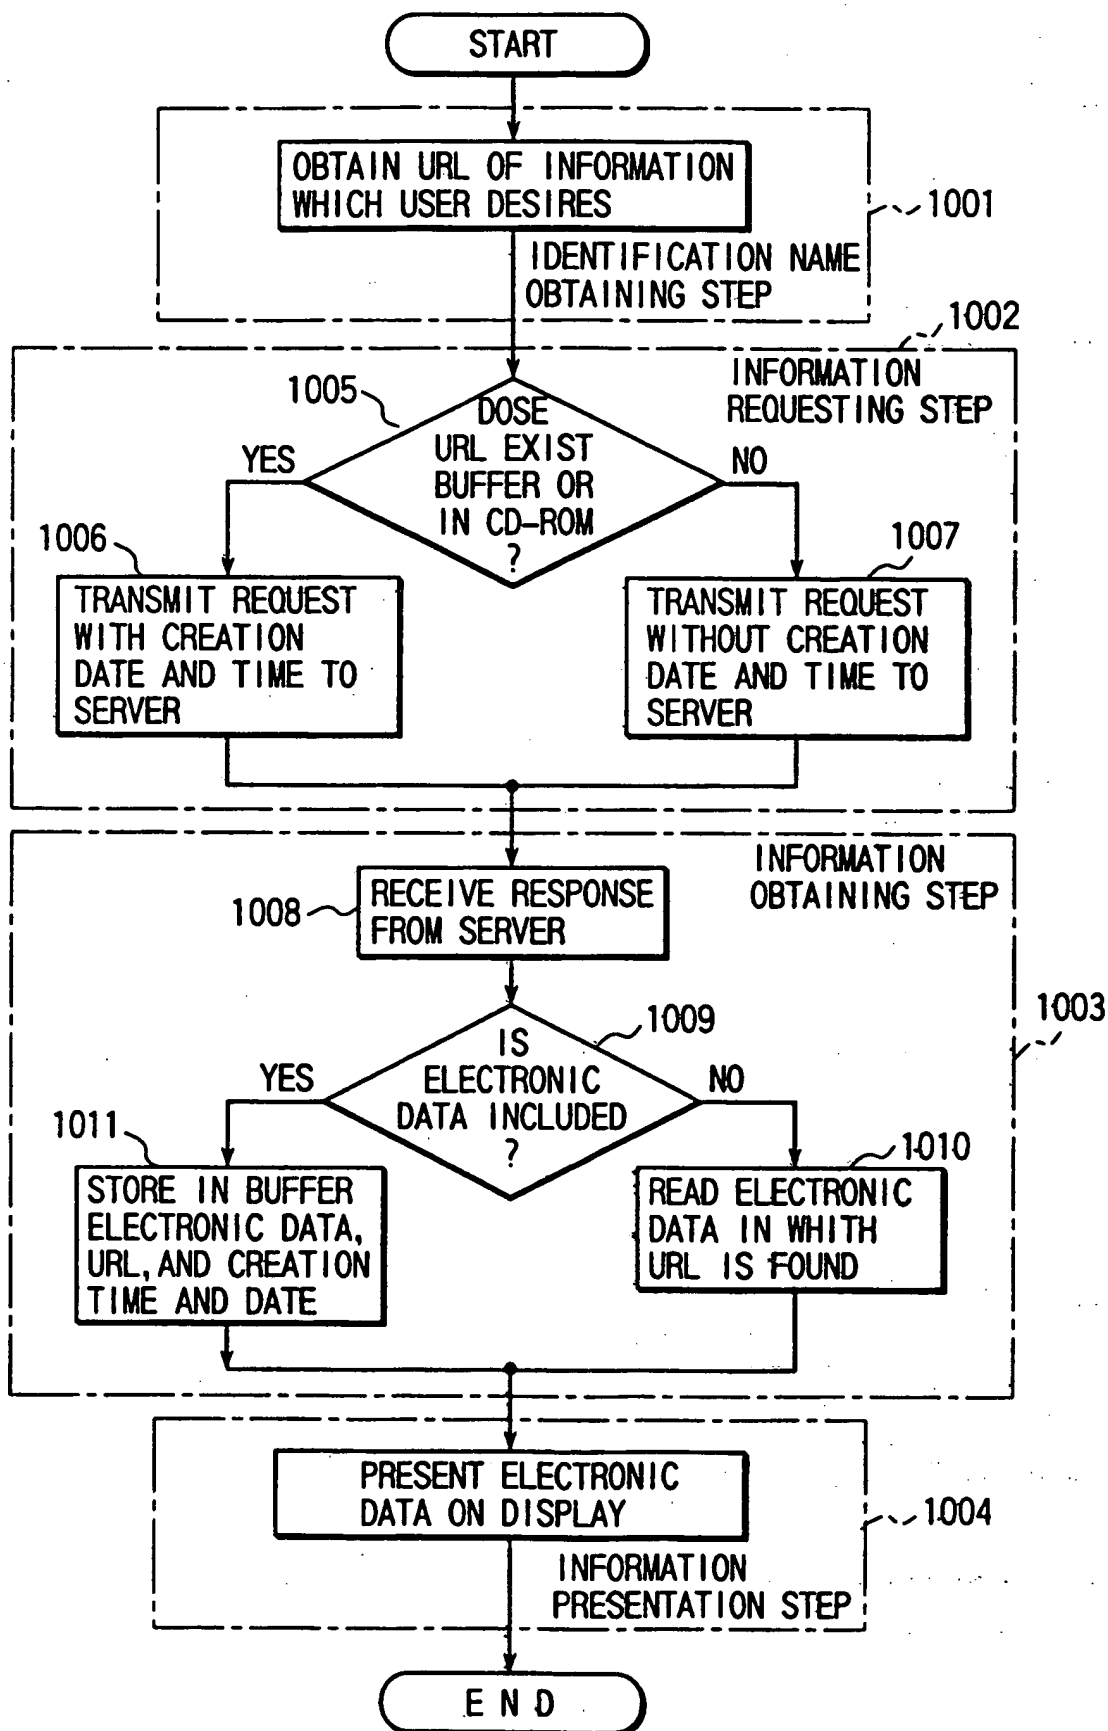 START
OBTAIN URL OF INFORMATION
WHICH USER DESIRES
1001
IDENTIFICATION NAME
OBTAINING STEP
1002
INFORMATION
REQUESTING STEP
1005
DOSE
URL EXIST
BUFFER OR
IN CD-ROM
?
YES
NO
1006
TRANSMIT REQUEST
WITH CREATION
DATE AND TIME TO
SERVER
1007
TRANSMIT REQUEST
WITHOUT CREATION
DATE AND TIME TO
SERVER
INFORMATION
OBTAINING STEP
1008
RECEIVE RESPONSE
FROM SERVER
1003
1009
IS
ELECTRONIC
DATA INCLUDED
?
YES
NO
1011
STORE IN BUFFER
ELECTRONIC DATA,
URL, AND CREATION
TIME AND DATE
1010
READ ELECTRONIC
DATA IN WHITH
URL IS FOUND
PRESENT ELECTRONIC
DATA ON DISPLAY
1004
INFORMATION
PRESENTATION STEP
END